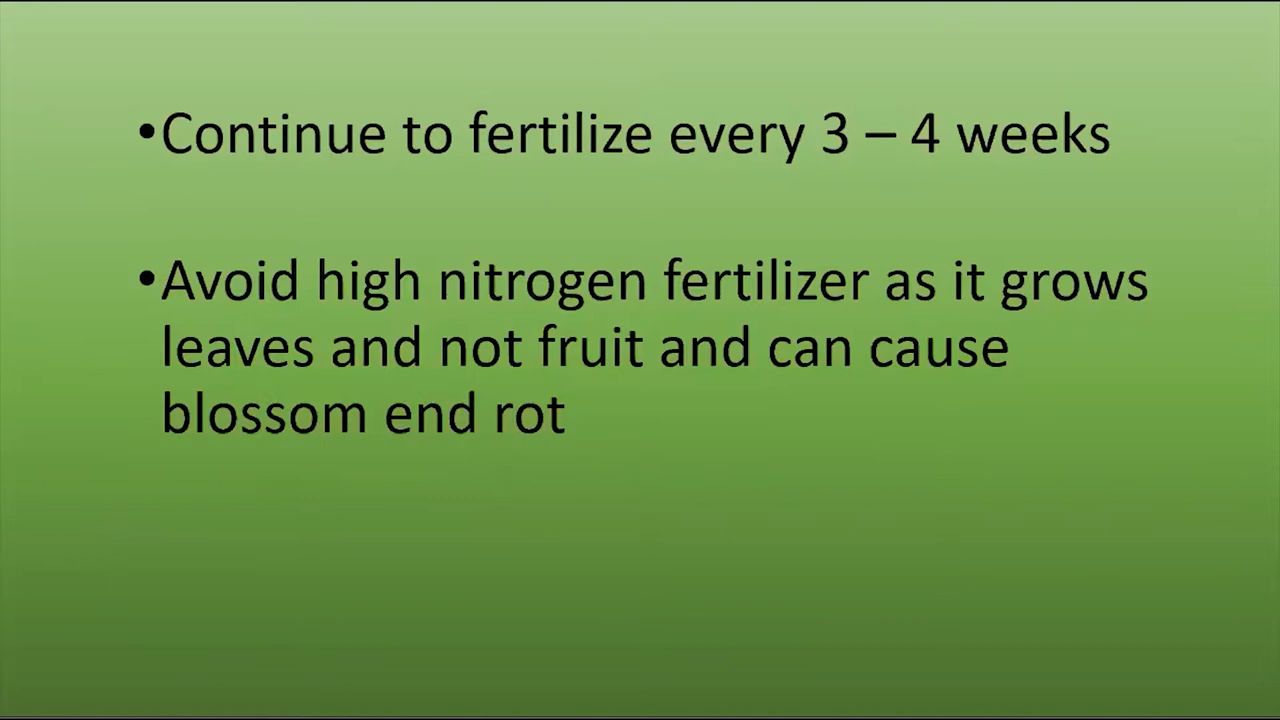 •Continue to fertilize every 3 – 4 weeks
•Avoid high nitrogen fertilizer as it grows
leaves and not fruit and can cause
blossom end rot